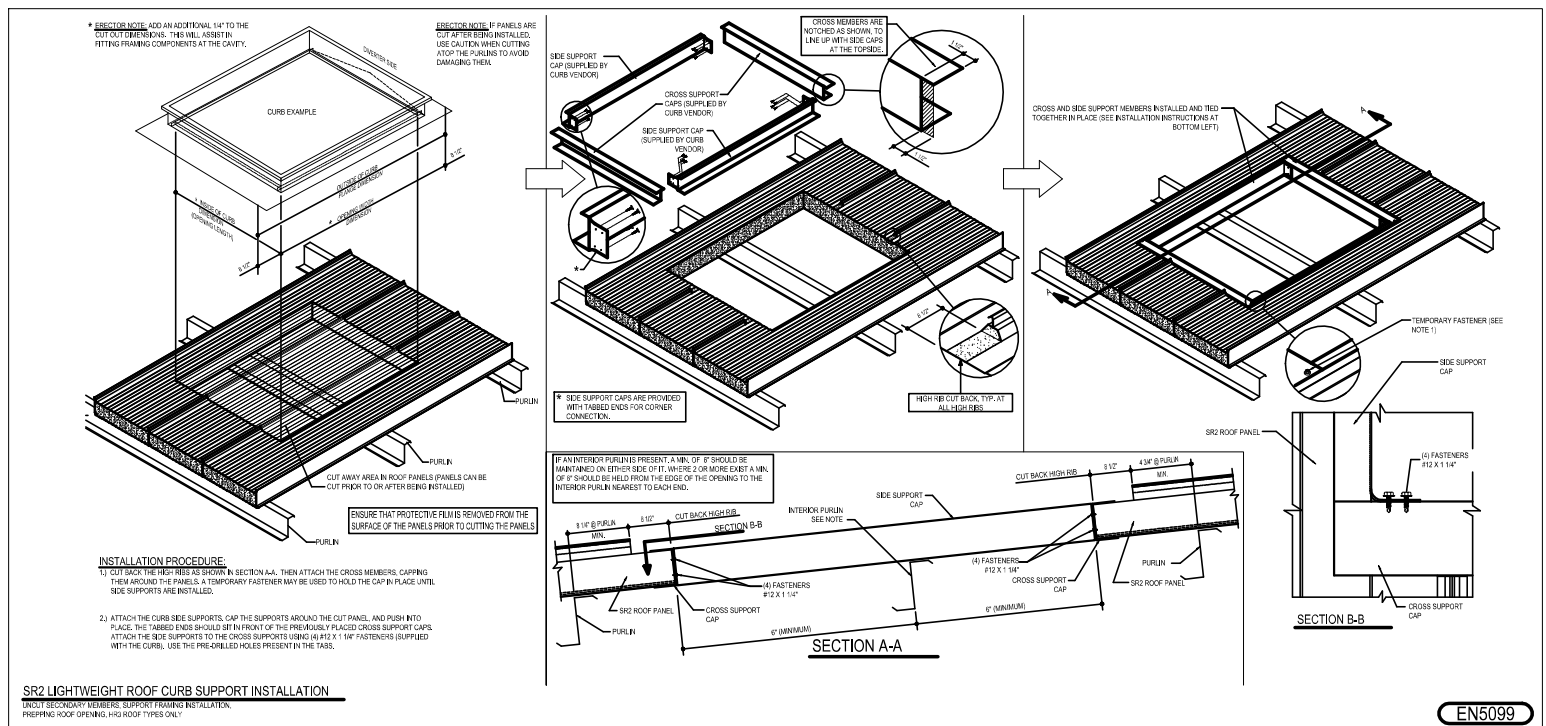 * ERECTOR NOTE: ADD AN ADDITIONAL 1/4" TO THE
CUT OUT DIMENSIONS. THIS WILL ASSIST IN
FITTING FRAMING COMPONENTS AT THE CAVITY.
ERECTOR NOTE: IF PANELS ARE
CUT AFTER BEING INSTALLED,
USE CAUTION WHEN CUTTING
ATOP THE PURLINS TO AVOID
DAMAGING THEM.
DIVERTER SIDE
CURB EXAMPLE
8 1/2"
OUTSIDE OF CURB
FLANGE DIMENSION
* OPENING WIDTH
DIMENSION
* INSIDE OF CURB
DIMENSION
(OPENING LENGTH)
8 1/2"
PURLIN
PURLIN
CUT AWAY AREA IN ROOF PANELS (PANELS CAN BE
CUT PRIOR TO OR AFTER BEING INSTALLED)
ENSURE THAT PROTECTIVE FILM IS REMOVED FROM THE
SURFACE OF THE PANELS PRIOR TO CUTTING THE PANELS
PURLIN
INSTALLATION PROCEDURE:
1.) CUT BACK THE HIGH RIBS AS SHOWN IN SECTION A-A. THEN ATTACH THE CROSS MEMBERS, CAPPING
THEM AROUND THE PANELS. A TEMPORARY FASTENER MAY BE USED TO HOLD THE CAP IN PLACE UNTIL
SIDE SUPPORTS ARE INSTALLED.
2.) ATTACH THE CURB SIDE SUPPORTS. CAP THE SUPPORTS AROUND THE CUT PANEL, AND PUSH INTO
PLACE. THE TABBED ENDS SHOULD SIT IN FRONT OF THE PREVIOUSLY PLACED CROSS SUPPORT CAPS.
ATTACH THE SIDE SUPPORTS TO THE CROSS SUPPORTS USING (4) #12 X 1 1/4" FASTENERS (SUPPLIED
WITH THE CURB). USE THE PRE-DRILLED HOLES PRESENT IN THE TABS.
SIDE SUPPORT
CAP (SUPPLIED BY
CURB VENDOR)
CROSS SUPPORT
CAPS (SUPPLIED BY
CURB VENDOR)
SIDE SUPPORT CAP
(SUPPLIED BY CURB
VENDOR)
CROSS MEMBERS ARE
NOTCHED AS SHOWN, TO
LINE UP WITH SIDE CAPS
AT THE TOPSIDE.
1 1/2"
1 1/2"
*
8 1/2"
* SIDE SUPPORT CAPS ARE PROVIDED
WITH TABBED ENDS FOR CORNER
CONNECTION.
HIGH RIB CUT BACK, TYP. AT
ALL HIGH RIBS
CROSS AND SIDE SUPPORT MEMBERS INSTALLED AND TIED
TOGETHER IN PLACE (SEE INSTALLATION INSTRUCTIONS AT
BOTTOM LEFT)
A
A
TEMPORARY FASTENER (SEE
NOTE 1)
IF AN INTERIOR PURLIN IS PRESENT, A MIN. OF 6" SHOULD BE
MAINTAINED ON EITHER SIDE OF IT. WHERE 2 OR MORE EXIST A MIN.
OF 6" SHOULD BE HELD FROM THE EDGE OF THE OPENING TO THE
INTERIOR PURLIN NEAREST TO EACH END.
8 1/4" @ PURLIN
MIN.
8 1/2"
CUT BACK HIGH RIB
SECTION B-B
INTERIOR PURLIN
SEE NOTE
SIDE SUPPORT
CAP
CUT BACK HIGH RIB
8 1/2"
4 3/4" @ PURLIN
MIN.
(4) FASTENERS
#12 X 1 1/4"
SR2 ROOF PANEL
CROSS SUPPORT
CAP
PURLIN
6" (MINIMUM)
6" (MINIMUM)
(4) FASTENERS
#12 X 1 1/4"
CROSS SUPPORT
CAP
PURLIN
SR2 ROOF PANEL
SECTION A-A
SIDE SUPPORT
CAP
SR2 ROOF PANEL
(4) FASTENERS
#12 X 1 1/4"
CROSS SUPPORT
CAP
SECTION B-B
SR2 LIGHTWEIGHT ROOF CURB SUPPORT INSTALLATION
UNCUT SECONDARY MEMBERS, SUPPORT FRAMING INSTALLATION,
PREPPING ROOF OPENING, HR3 ROOF TYPES ONLY
EN5099